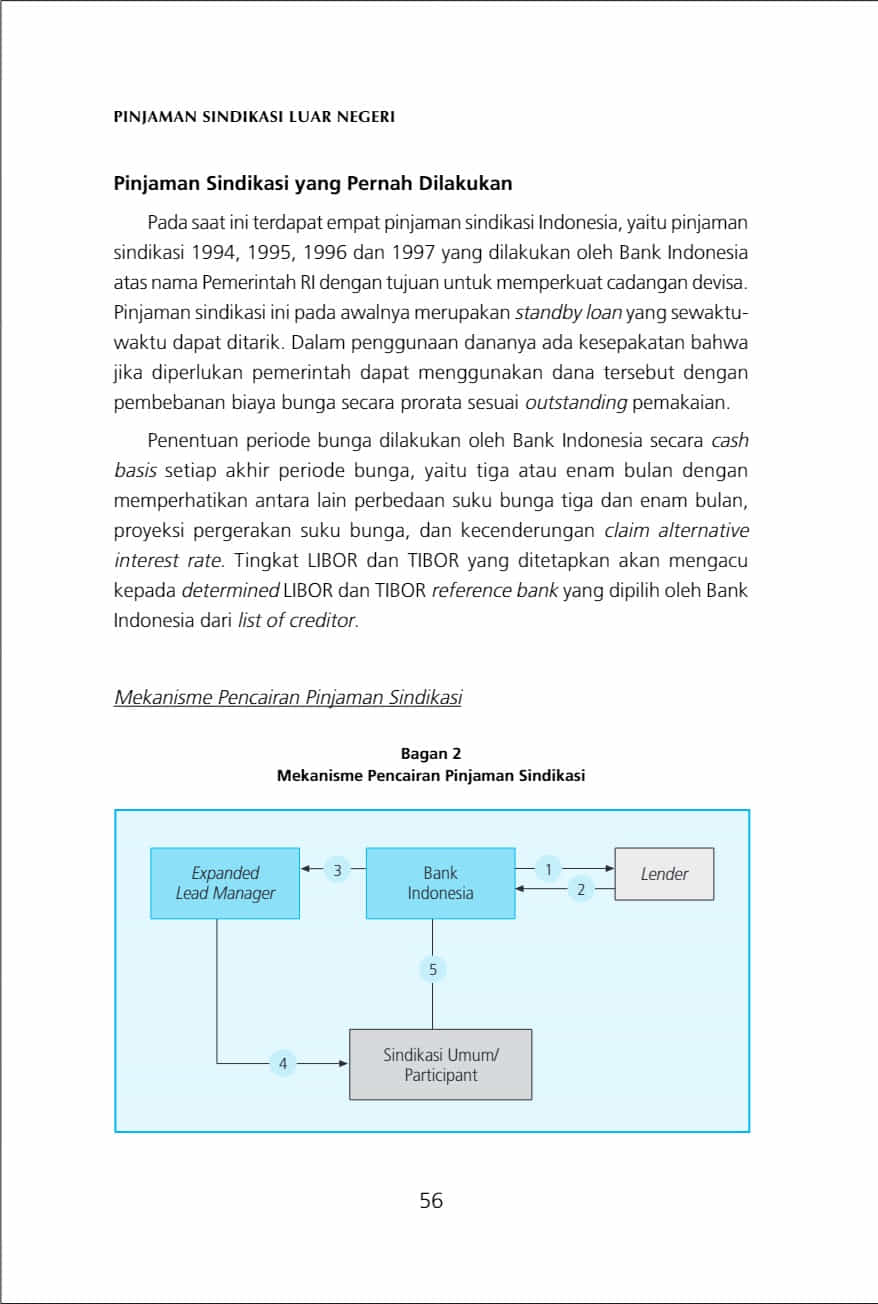 PINJAMAN SINDIKASI LUAR NEGERI
Pinjaman Sindikasi yang Pernah Dilakukan
Pada saat ini terdapat empat pinjaman sindikasi Indonesia, yaitu pinjaman
sindikasi 1994, 1995, 1996 dan 1997 yang dilakukan oleh Bank Indonesia
atas nama Pemerintah RI dengan tujuan untuk memperkuat cadangan devisa.
Pinjaman sindikasi ini pada awalnya merupakan standby loan yang sewaktu-
waktu dapat ditarik. Dalam penggunaan dananya ada kesepakatan bahwa
jika diperlukan pemerintah dapat menggunakan dana tersebut dengan
pembebanan biaya bunga secara prorata sesuai outstanding pemakaian.
Penentuan periode bunga dilakukan oleh Bank Indonesia secara cash
basis setiap akhir periode bunga, yaitu tiga atau enam bulan dengan
memperhatikan antara lain perbedaan suku bunga tiga dan enam bulan,
proyeksi pergerakan suku bunga, dan kecenderungan claim alternative
interest rate. Tingkat LIBOR dan TIBOR yang ditetapkan akan mengacu
kepada determined LIBOR dan TIBOR reference bank yang dipilih oleh Bank
Indonesia dari list of creditor.
Mekanisme Pencairan Pinjaman Sindikasi
Bagan 2
Mekanisme Pencairan Pinjaman Sindikasi
Expanded
Lead Manager
3
Bank
Indonesia
1
2
Lender
5
4
Sindikasi Umum/
Participant
56